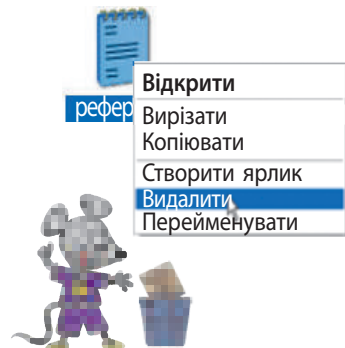 рефер
Відкрити
Вирізати
Копіювати
Створити ярлик
Видалити
Перейменувати